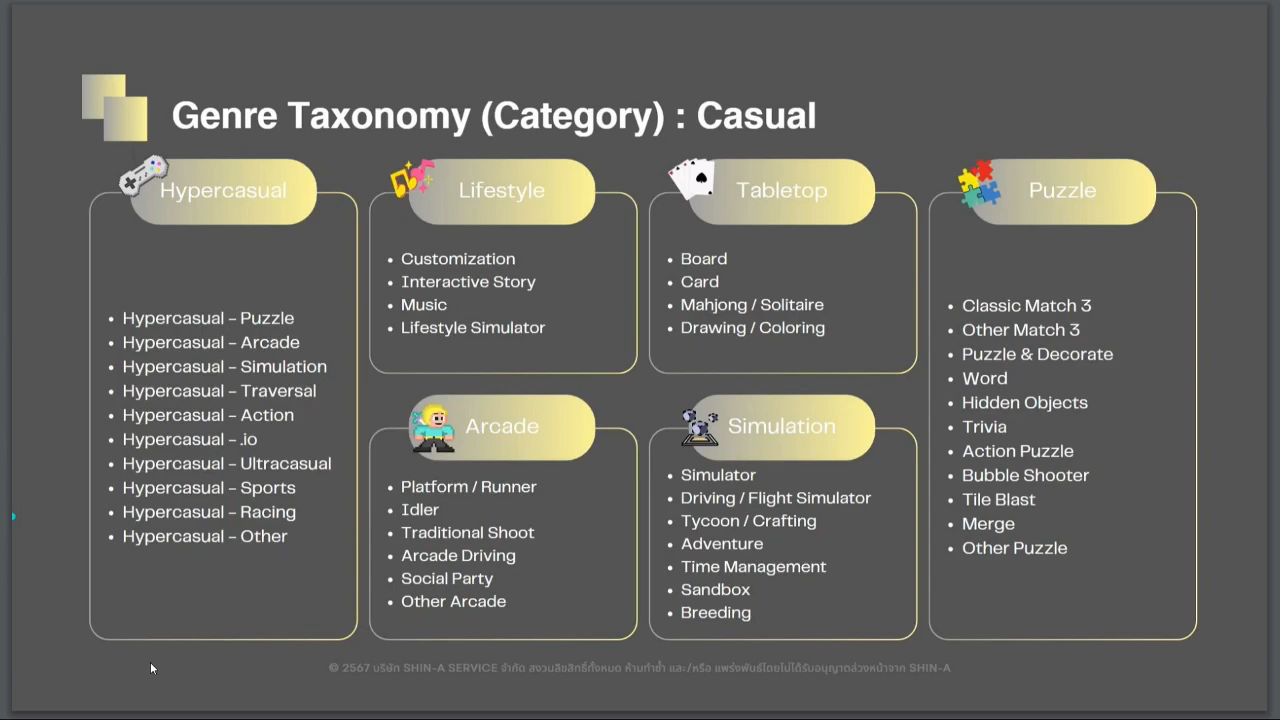 Genre Taxonomy (Category) : Casual
Hypercasual
Hypercasual - Puzzle
Hypercasual - Arcade
Hypercasual - Simulation
Hypercasual - Traversal
Hypercasual - Action
Hypercasual - .io
Hypercasual - Ultracasual
Hypercasual - Sports
Hypercasual - Racing
Hypercasual - Other
Lifestyle
Customization
Interactive Story
Music
Lifestyle Simulator
Arcade
Platform / Runner
Idler
Traditional Shoot
Arcade Driving
Social Party
Other Arcade
Tabletop
Board
Card
Mahjong / Solitaire
Drawing / Coloring
Simulation
Simulator
Driving / Flight Simulator
Tycoon / Crafting
Adventure
Time Management
Sandbox
Breeding
Puzzle
Classic Match 3
Other Match 3
Puzzle & Decorate
Word
Hidden Objects
Trivia
Action Puzzle
Bubble Shooter
Tile Blast
Merge
Other Puzzle
© 2567 บริษัท SHIN-A SERVICE จำกัด สงวนลิขสิทธิ์ทั้งหมด ห้ามทำซ้ำ และ/หรือ แพร่งพันธ์โดยไม่ได้รับอนุญาตล่วงหน้าจาก SHIN-A